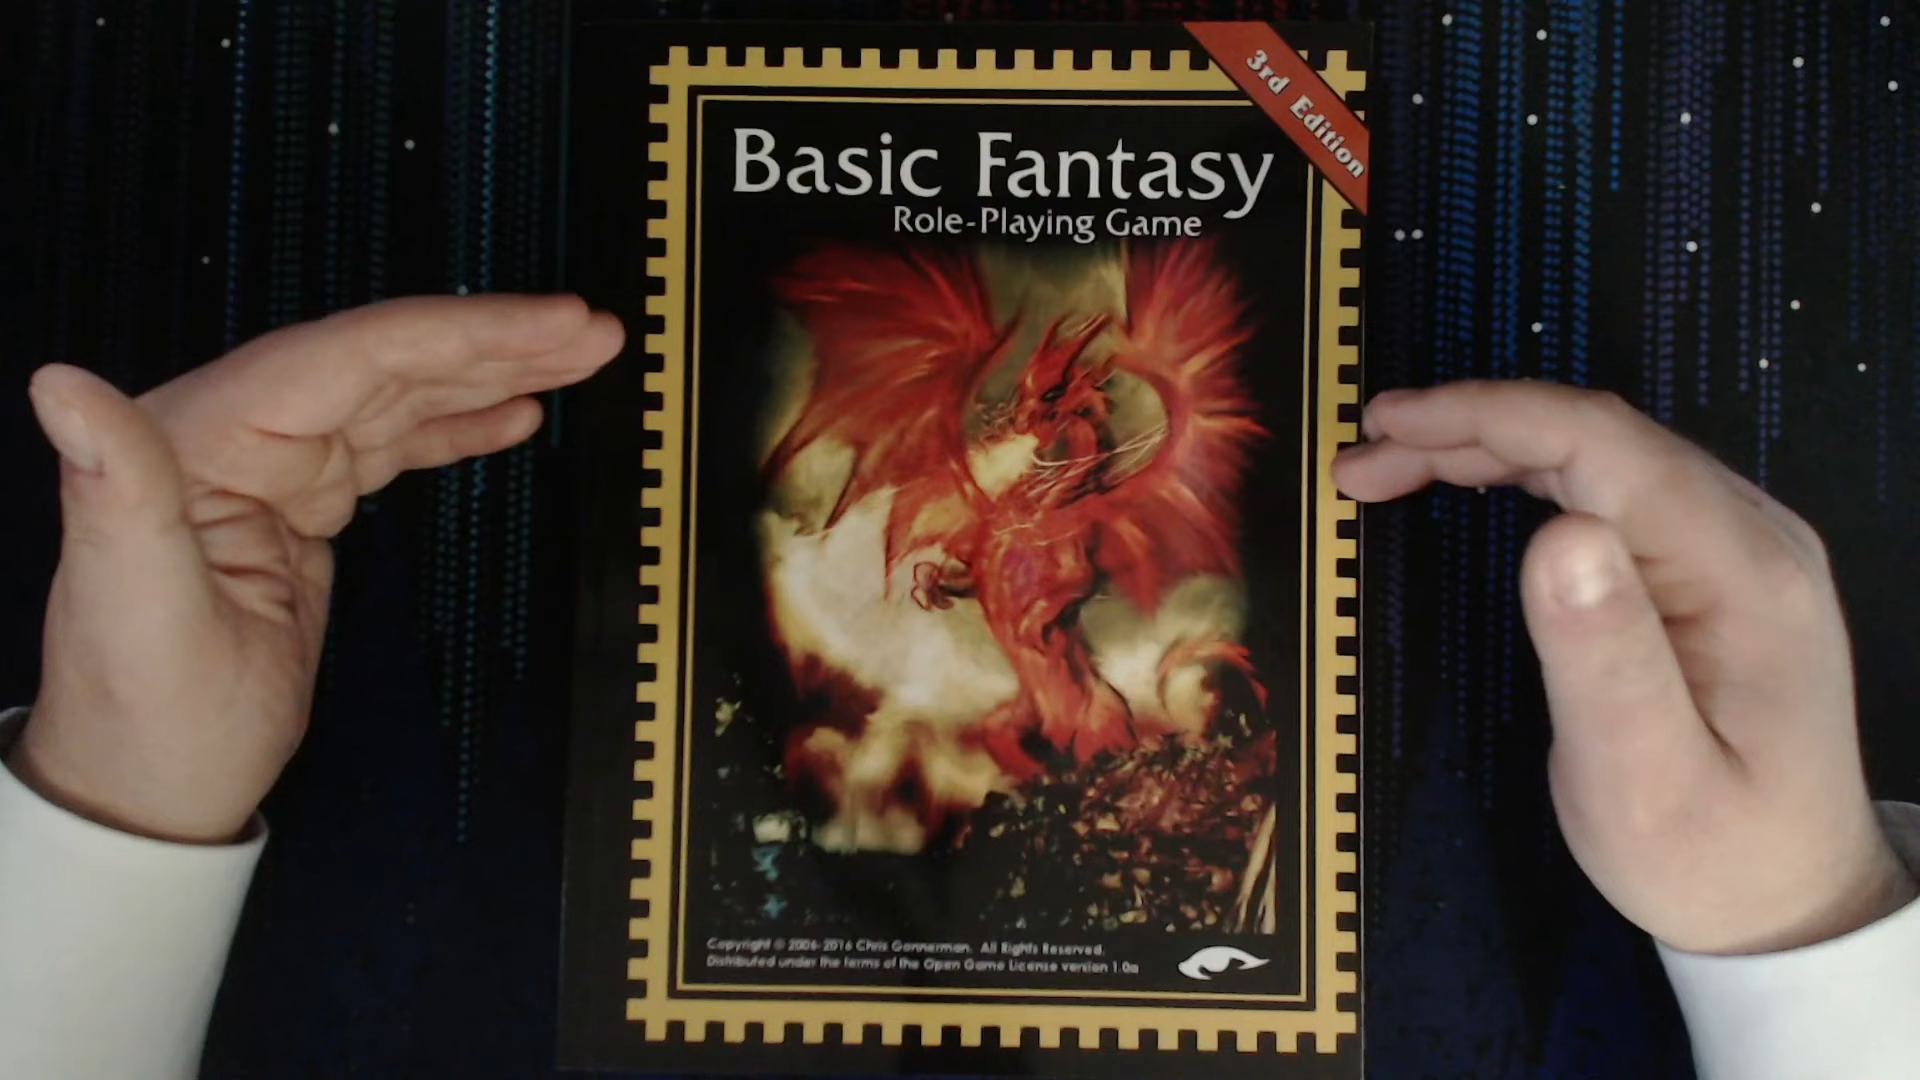 3rd Edition
Basic Fantasy
Role-Playing Game
Copyright © 2006-2016 Chris Gonnerman. All Rights Reserved.
Distributed under the terms of the Open Game License version 1.0a